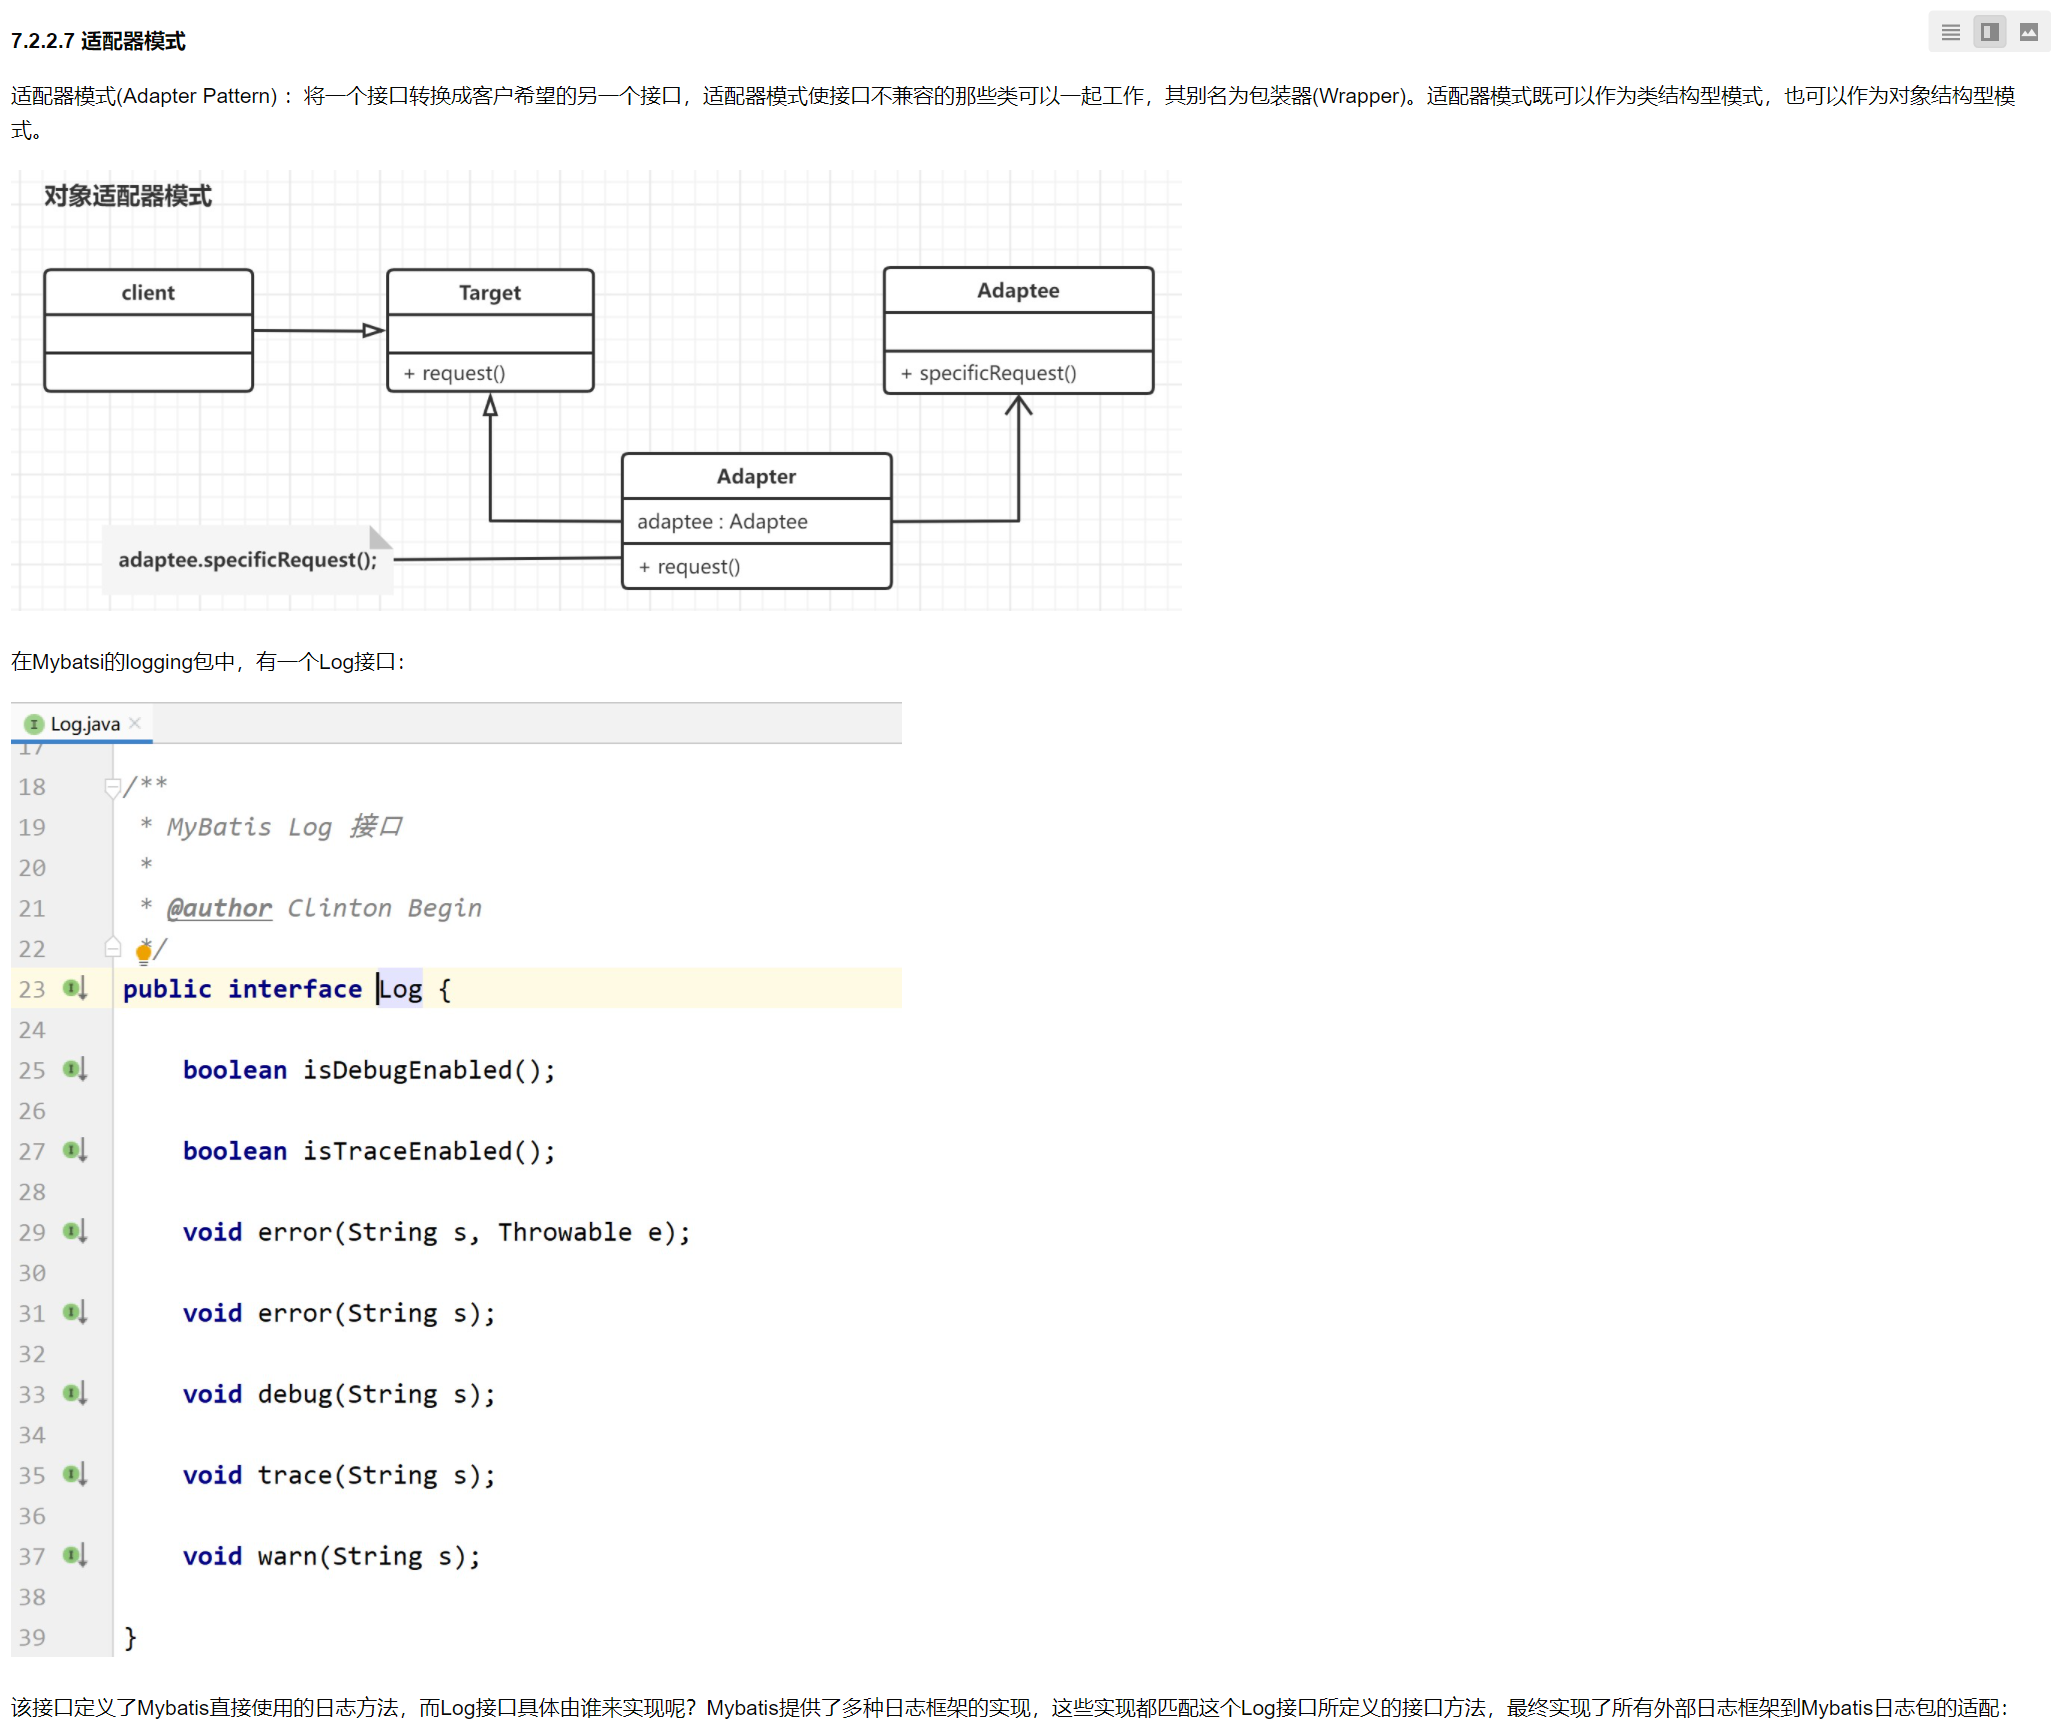 7.2.2.7 适配器模式
适配器模式(Adapter Pattern) ：将一个接口转换成客户希望的另一个接口，适配器模式使接口不兼容的那些类可以一起工作，其别名为包装器(Wrapper)。适配器模式既可以作为类结构型模式，也可以作为对象结构型模
式。
对象适配器模式
client
Target
+ request()
Adaptee
+ specificRequest()
Adapter
adaptee : Adaptee
+ request()
adaptee.specificRequest();
在Mybatsi的logging包中，有一个Log接口：
Log.java
17
18 /**
19 * MyBatis Log 接口
20 *
21 * @author Clinton Begin
22 */
23 public interface Log {
24
25 boolean isDebugEnabled();
26
27 boolean isTraceEnabled();
28
29 void error(String s, Throwable e);
30
31 void error(String s);
32
33 void debug(String s);
34
35 void trace(String s);
36
37 void warn(String s);
38
39 }
该接口定义了Mybatis直接使用的日志方法，而Log接口具体由谁来实现呢？Mybatis提供了多种日志框架的实现，这些实现都匹配这个Log接口所定义的接口方法，最终实现了所有外部日志框架到Mybatis日志包的适配：